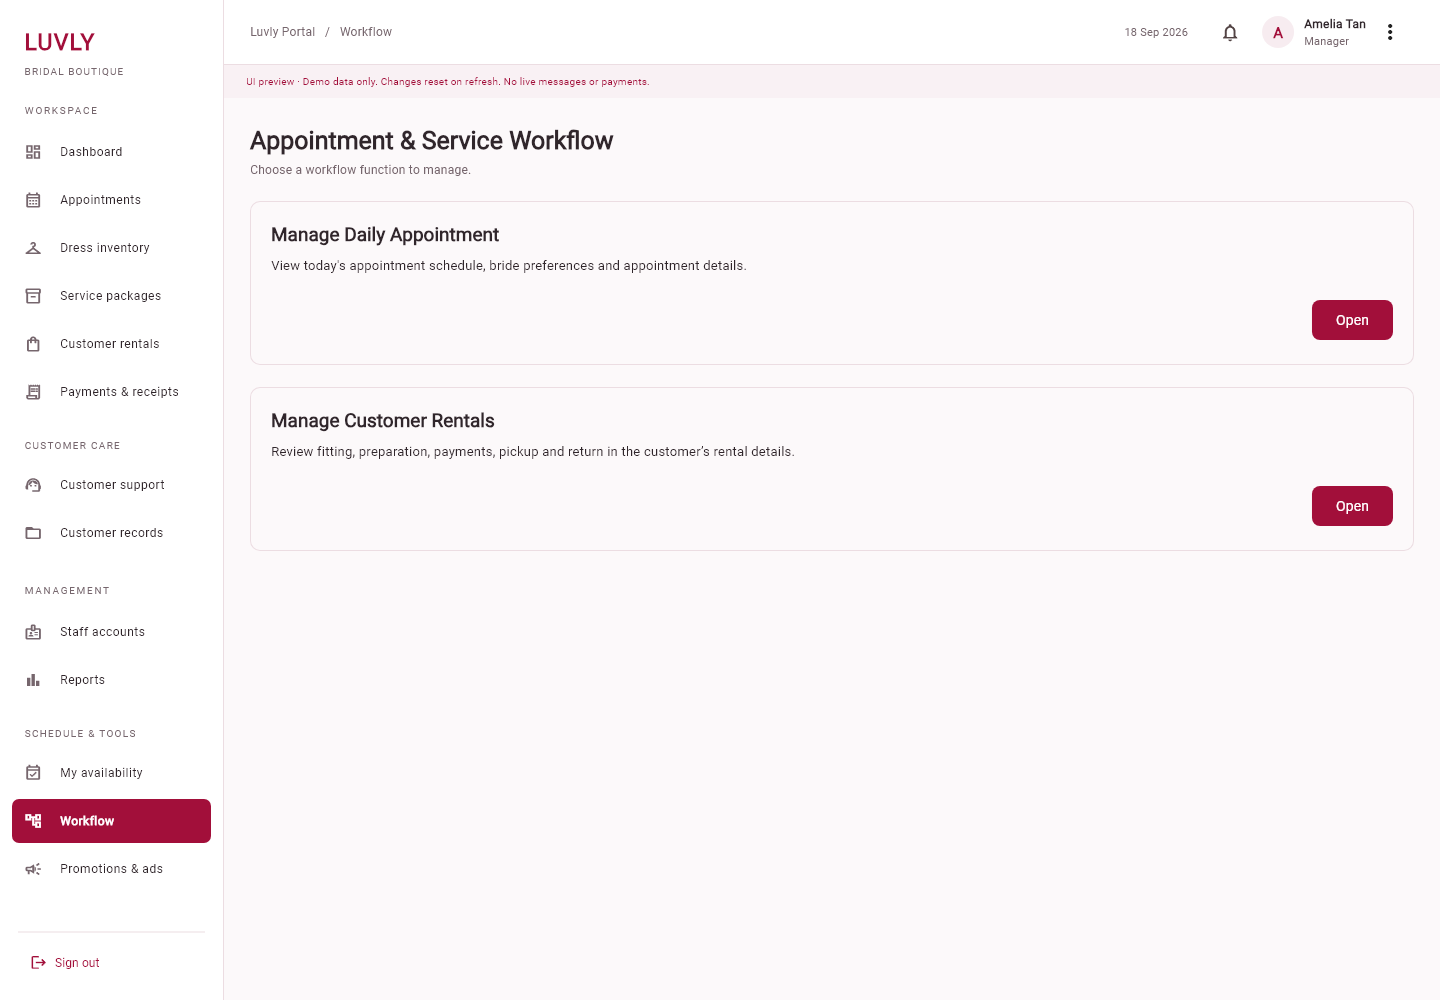 LUVLY
BRIDAL BOUTIQUE
WORKSPACE
Dashboard
Appointments
Dress inventory
Service packages
Customer rentals
Payments & receipts
CUSTOMER CARE
Customer support
Customer records
MANAGEMENT
Staff accounts
Reports
SCHEDULE & TOOLS
My availability
Workflow
Promotions & ads
Sign out
Luvly Portal / Workflow
18 Sep 2026
A
Amelia Tan
Manager
UI preview · Demo data only. Changes reset on refresh. No live messages or payments.
Appointment & Service Workflow
Choose a workflow function to manage.
Manage Daily Appointment
View today's appointment schedule, bride preferences and appointment details.
Open
Manage Customer Rentals
Review fitting, preparation, payments, pickup and return in the customer’s rental details.
Open